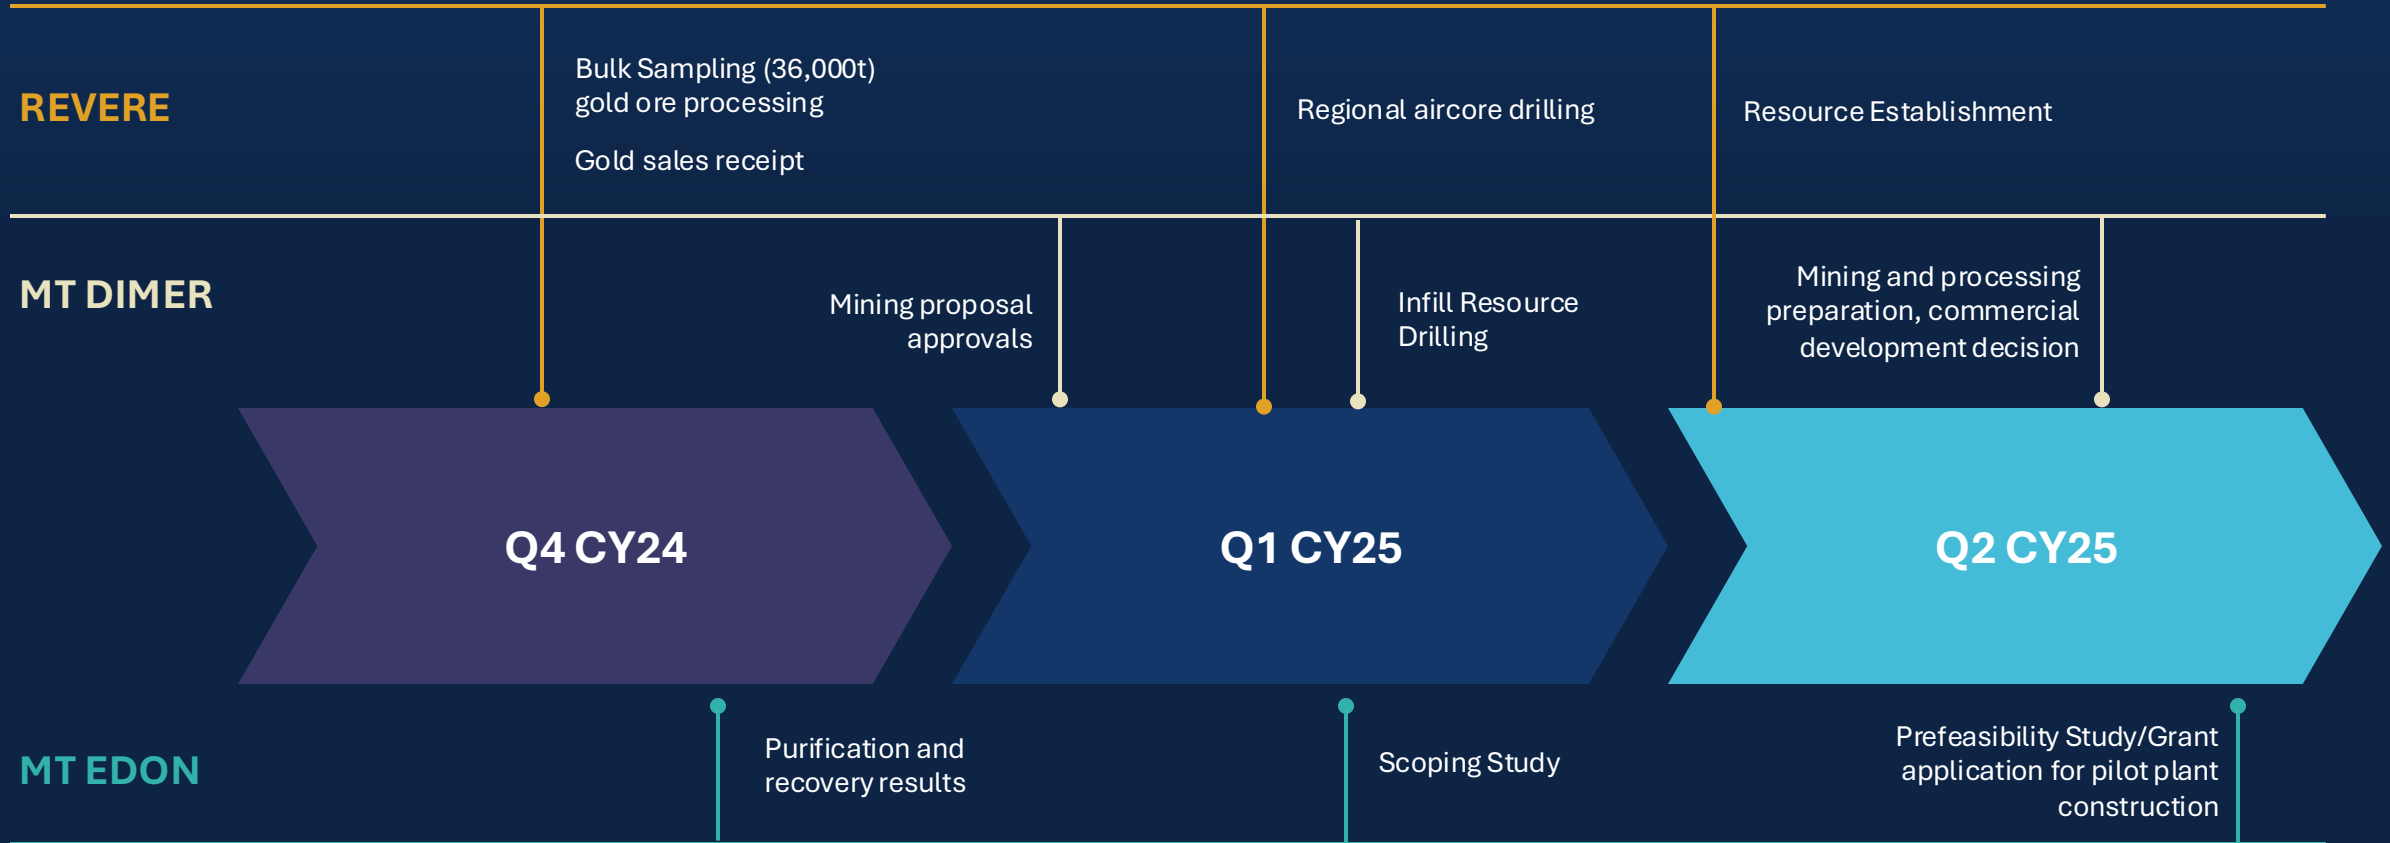 REVERE
Bulk Sampling (36,000t)
gold ore processing
Gold sales receipt
Regional aircore drilling
Resource Establishment
MT DIMER
Mining proposal
approvals
Infill Resource
Drilling
Mining and processing
preparation, commercial
development decision
Q4 CY24
Q1 CY25
Q2 CY25
MT EDON
Purification and
recovery results
Scoping Study
Prefeasibility Study/Grant
application for pilot plant
construction